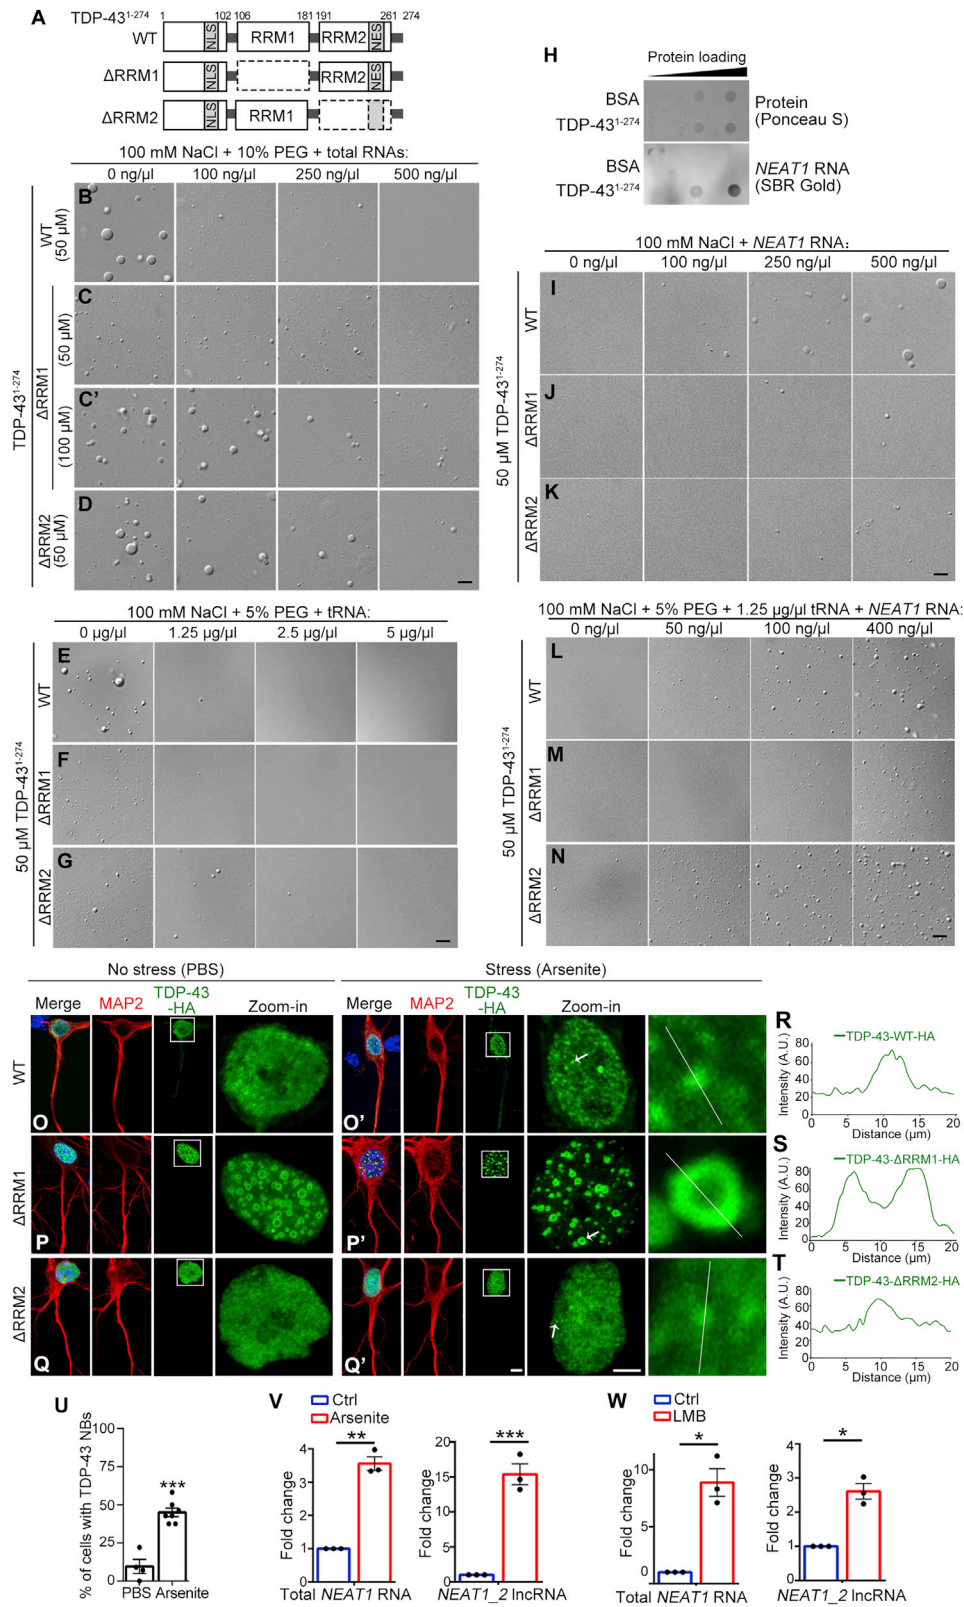 A
TDP-43¹⁻²⁷⁴ 1 102 106 181 191 261 274
WT NLS RRM1 RRM2 NES
ΔRRM1 NLS RRM2 NES
ΔRRM2 NLS RRM1
100 mM NaCl + 10% PEG + total RNAs:
0 ng/µl 100 ng/µl 250 ng/µl 500 ng/µl
TDP-43¹⁻²⁷⁴
WT (50 µM) B
ΔRRM1
(50 µM) C
(100 µM) C'
ΔRRM2 (50 µM) D
100 mM NaCl + 5% PEG + tRNA:
0 µg/µl 1.25 µg/µl 2.5 µg/µl 5 µg/µl
50 µM TDP-43¹⁻²⁷⁴
WT E
ΔRRM1 F
ΔRRM2 G
H
Protein loading
BSA
TDP-43¹⁻²⁷⁴
Protein
(Ponceau S)
BSA
TDP-43¹⁻²⁷⁴
NEAT1 RNA
(SBR Gold)
100 mM NaCl + NEAT1 RNA:
0 ng/µl 100 ng/µl 250 ng/µl 500 ng/µl
50 µM TDP-43¹⁻²⁷⁴
WT I
ΔRRM1 J
ΔRRM2 K
100 mM NaCl + 5% PEG + 1.25 µg/µl tRNA + NEAT1 RNA:
0 ng/µl 50 ng/µl 100 ng/µl 400 ng/µl
50 µM TDP-43¹⁻²⁷⁴
WT L
ΔRRM1 M
ΔRRM2 N
No stress (PBS) Stress (Arsenite)
Merge MAP2 TDP-43
-HA Zoom-in
Merge MAP2 TDP-43
-HA Zoom-in
WT O O'
ΔRRM1 P P'
ΔRRM2 Q Q'
R
TDP-43-WT-HA
Intensity (A.U.)
80
60
40
20
0
0 5 10 15 20
Distance (µm)
S
TDP-43-ΔRRM1-HA
Intensity (A.U.)
80
60
40
20
0
0 5 10 15 20
Distance (µm)
T
TDP-43-ΔRRM2-HA
Intensity (A.U.)
80
60
40
20
0
0 5 10 15 20
Distance (µm)
U
% of cells with TDP-43 NBs
100
75
50
25
0
***
PBS Arsenite
V
Ctrl
Arsenite
Fold change
4
2
0
**
Total NEAT1 RNA
Fold change
20
15
10
5
0
***
NEAT1_2 lncRNA
W
Ctrl
LMB
Fold change
10
5
*
Total NEAT1 RNA
Fold change
4
3
2
1
0
*
NEAT1_2 lncRNA